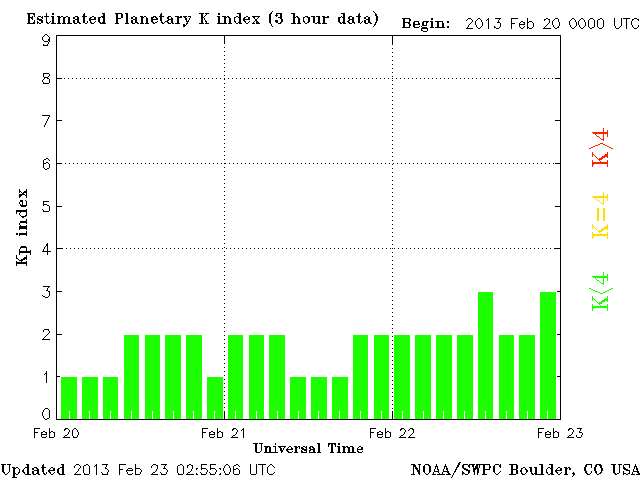 Estimated Planetary K index (3 hour data) Begin: 2013 Feb 20 0000 UTC
9
8
7
6
5
4
3
2
1
0
Kp index
K>4
K=4
K<4
Feb 20 Feb 21 Feb 22 Feb 23
Universal Time
Updated 2013 Feb 23 02:55:06 UTC NOAA/SWPC Boulder, CO USA